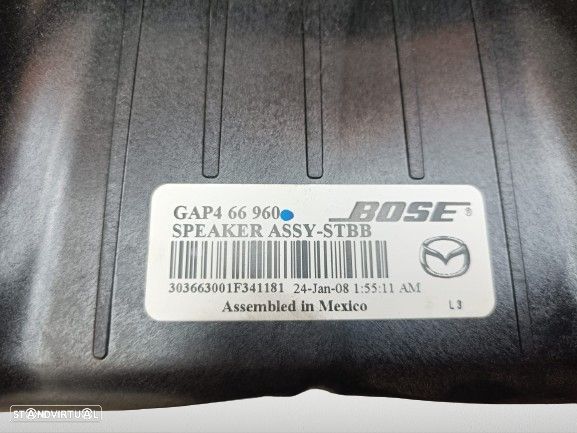 GAP4 66 960
BOSE®
SPEAKER ASSY-STBB
303663001F341181 24-Jan-08 1:55:11 AM
Assembled in Mexico
L3
STANDVIRTUAL